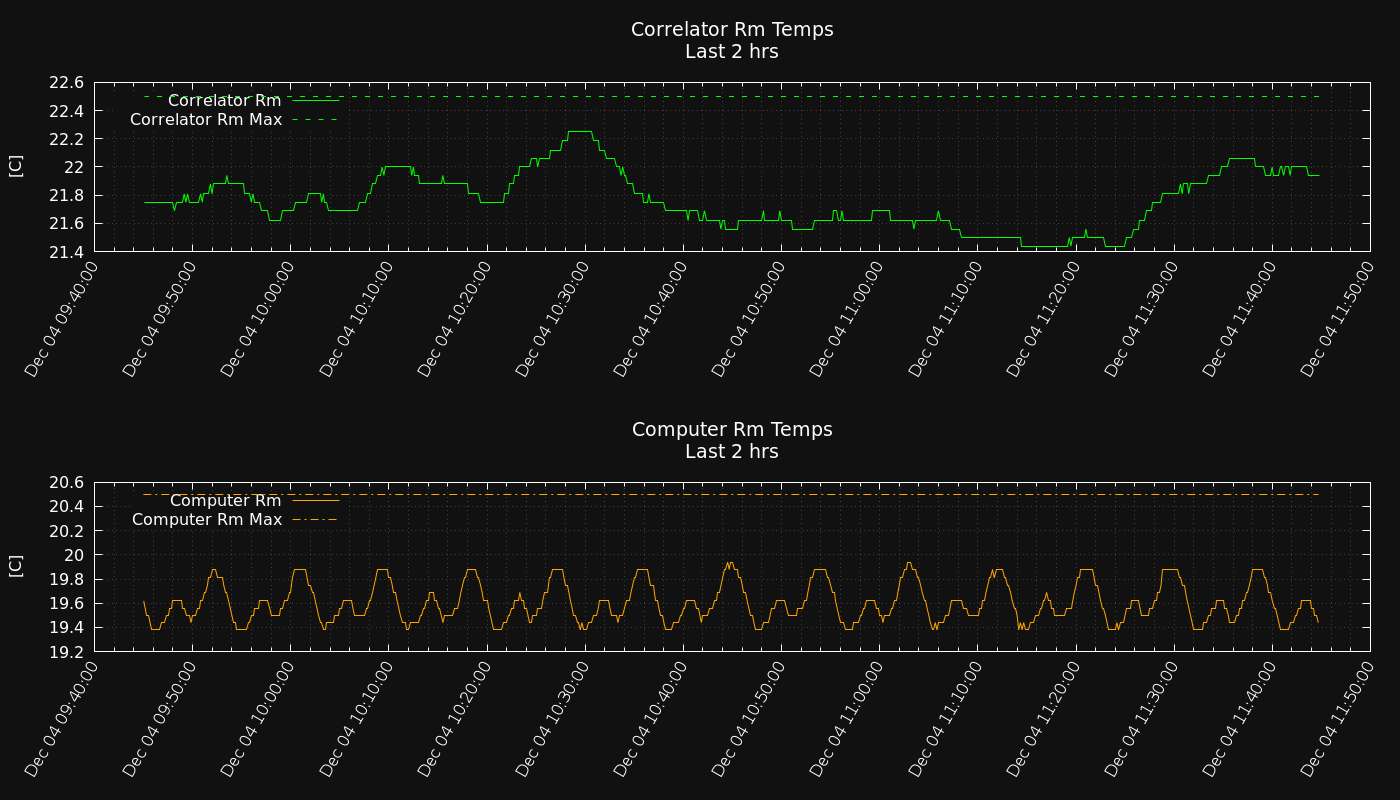 Correlator Rm Temps
Last 2 hrs
22.6
22.4
22.2
22
21.8
21.6
21.4
[C]
Correlator Rm
Correlator Rm Max
Dec 04 09:40:00
Dec 04 09:50:00
Dec 04 10:00:00
Dec 04 10:10:00
Dec 04 10:20:00
Dec 04 10:30:00
Dec 04 10:40:00
Dec 04 10:50:00
Dec 04 11:00:00
Dec 04 11:10:00
Dec 04 11:20:00
Dec 04 11:30:00
Dec 04 11:40:00
Dec 04 11:50:00
Computer Rm Temps
Last 2 hrs
20.6
20.4
20.2
20
19.8
19.6
19.4
19.2
[C]
Computer Rm
Computer Rm Max
Dec 04 09:40:00
Dec 04 09:50:00
Dec 04 10:00:00
Dec 04 10:10:00
Dec 04 10:20:00
Dec 04 10:30:00
Dec 04 10:40:00
Dec 04 10:50:00
Dec 04 11:00:00
Dec 04 11:10:00
Dec 04 11:20:00
Dec 04 11:30:00
Dec 04 11:40:00
Dec 04 11:50:00